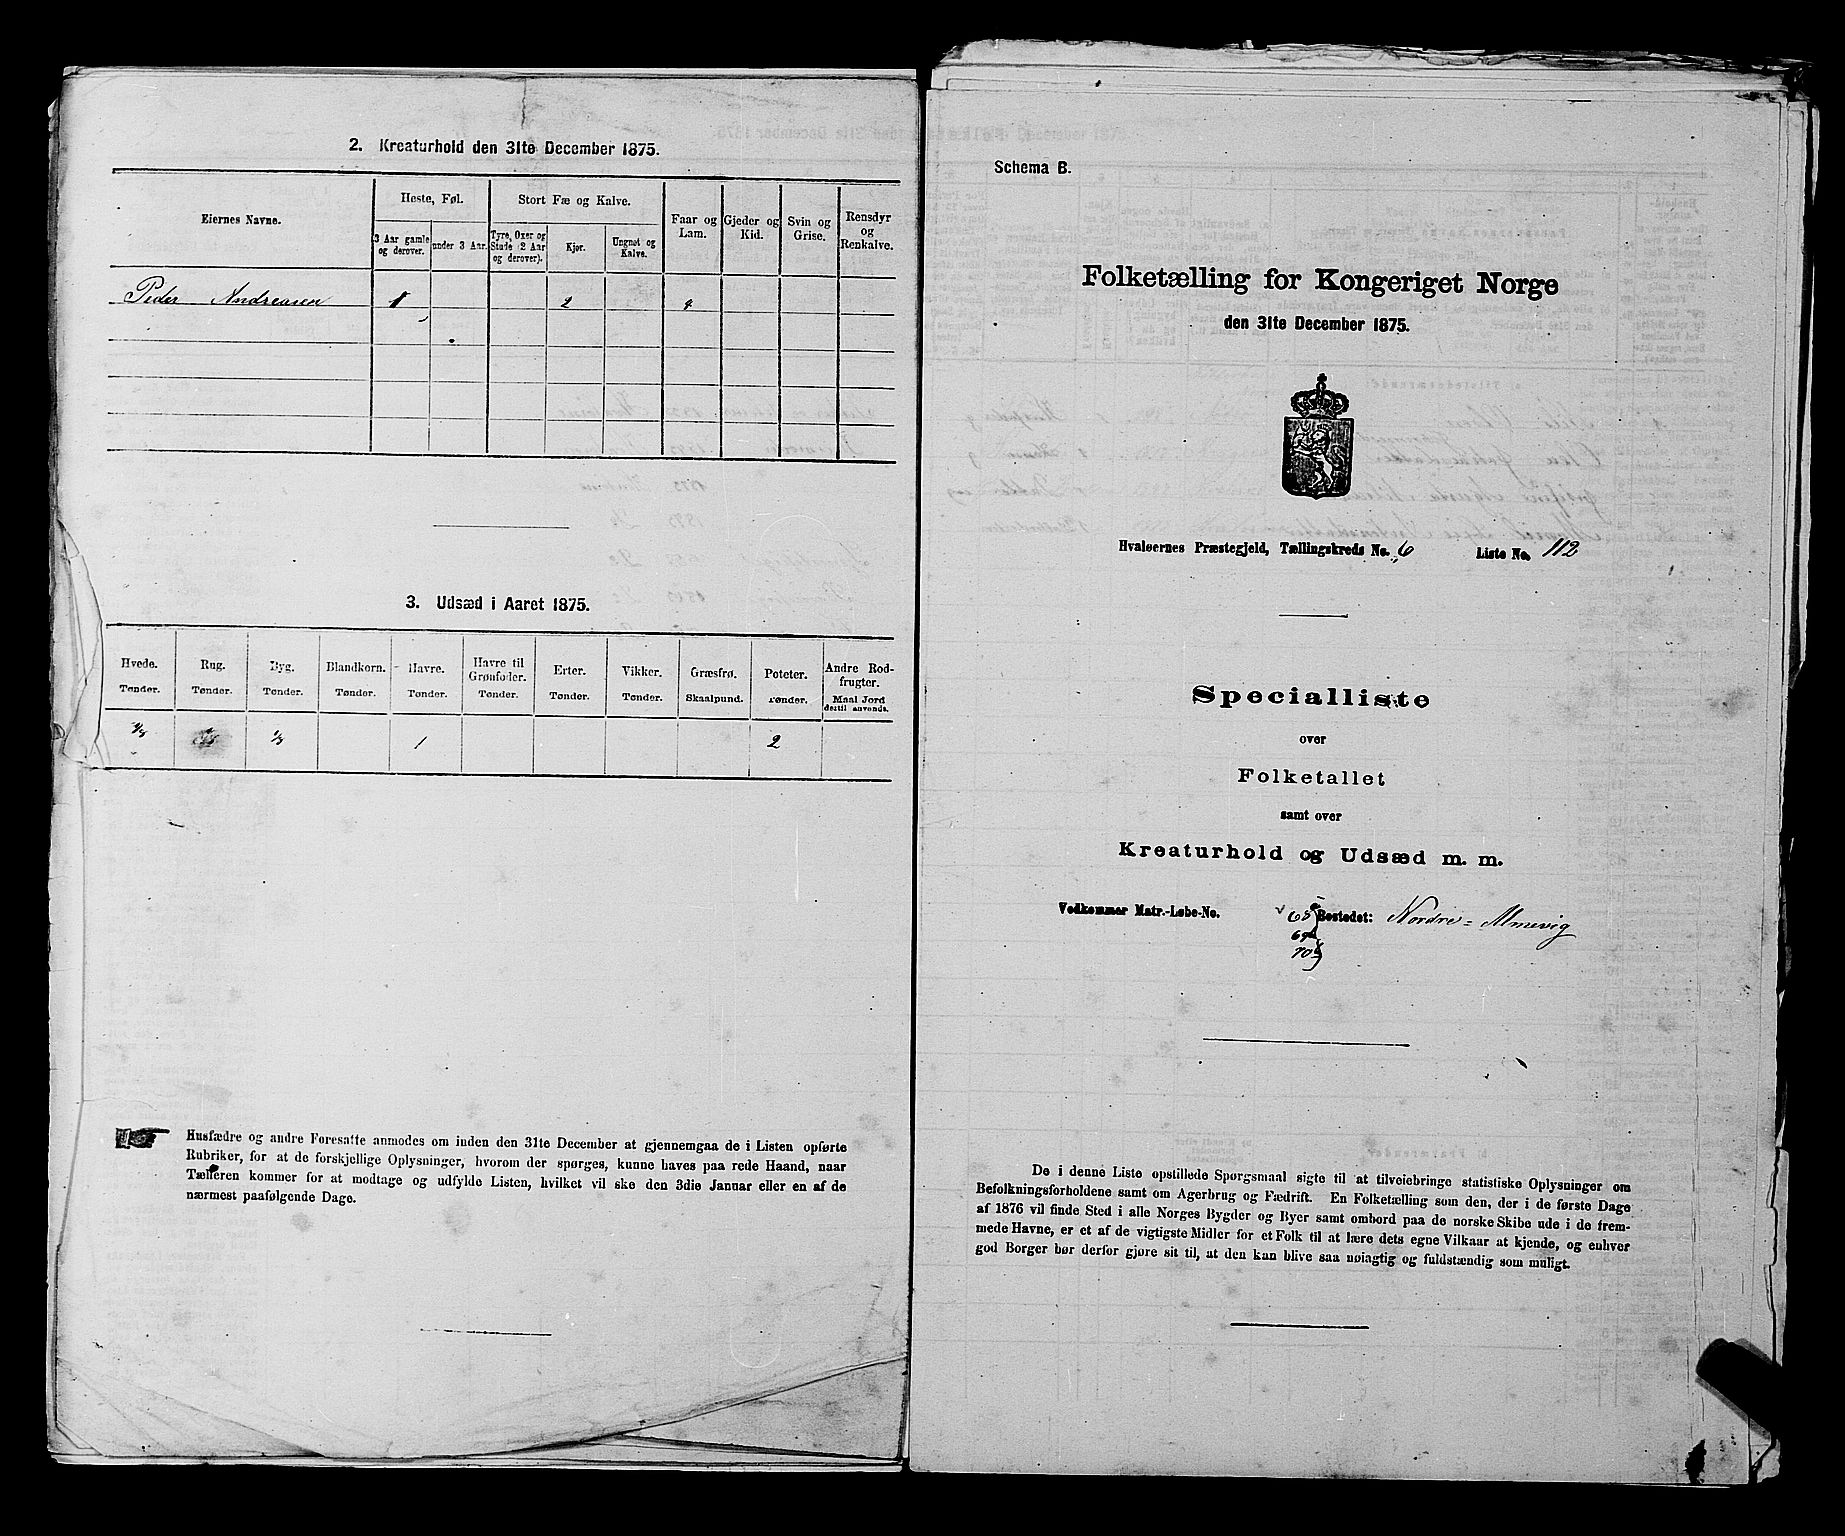 2. Kreaturhold den 31te December 1875.
Eiernes Navne.
Heste, Føl.
3 Aar gamle og derover.
under 3 Aar.
Stort Fæ og Kalve.
Tyre, Oxer og Stude (2 Aar og derover).
Kjør.
Ungnøt og Kalve.
Faar og Lam.
Gjeder og Kid.
Svin og Grise.
Rensdyr og Renkalve.
Peder Andreasen 1 2 4
3. Udsæd i Aaret 1875.
Hvede. Rug. Byg. Blandkorn. Havre. Havre til Grønfoder. Erter. Vikker. Græsfrø. Poteter. Andre Rodfrugter.
Tønder. Tønder. Tønder. Tønder. Tønder. Tønder. Tønder. Tønder. Skaalpund. Tønder. Maal Jord dertil anvendt.
1 2
Husfædre og andre Foresatte anmodes om inden den 31te December at gjennemgaa de i Listen opførte
Rubriker, for at de forskjellige Oplysninger, hvorom der spørges, kunne haves paa rede Haand, naar
Tælleren kommer for at modtage og udfylde Listen, hvilket vil ske den 3die Januar eller en af de
nærmest paafølgende Dage.
Schema B.
Folketælling for Kongeriget Norge
den 31te December 1875.
Hvaløernes Præstegjeld, Tællingskreds No. 6 Liste No. 112
Specialliste
over
Folketallet
samt over
Kreaturhold og Udsæd m. m.
Vedkommer Matr.-Løbe-No. Bostedet: Nordre=Almevig
De i denne Liste opstillede Spørgsmaal sigte til at tilveiebringe statistiske Oplysninger om
Befolkningsforholdene samt om Agerbrug og Fædrift. En Folketælling som den, der i de første Dage
af 1876 vil finde Sted i alle Norges Bygder og Byer samt ombord paa de norske Skibe ude i de frem-
mede Havne, er et af de vigtigste Midler for et Folk til at lære dets egne Vilkaar at kjende, og enhver
god Borger bør derfor gjøre sit til, at den kan blive saa nøiagtig og fuldstændig som muligt.